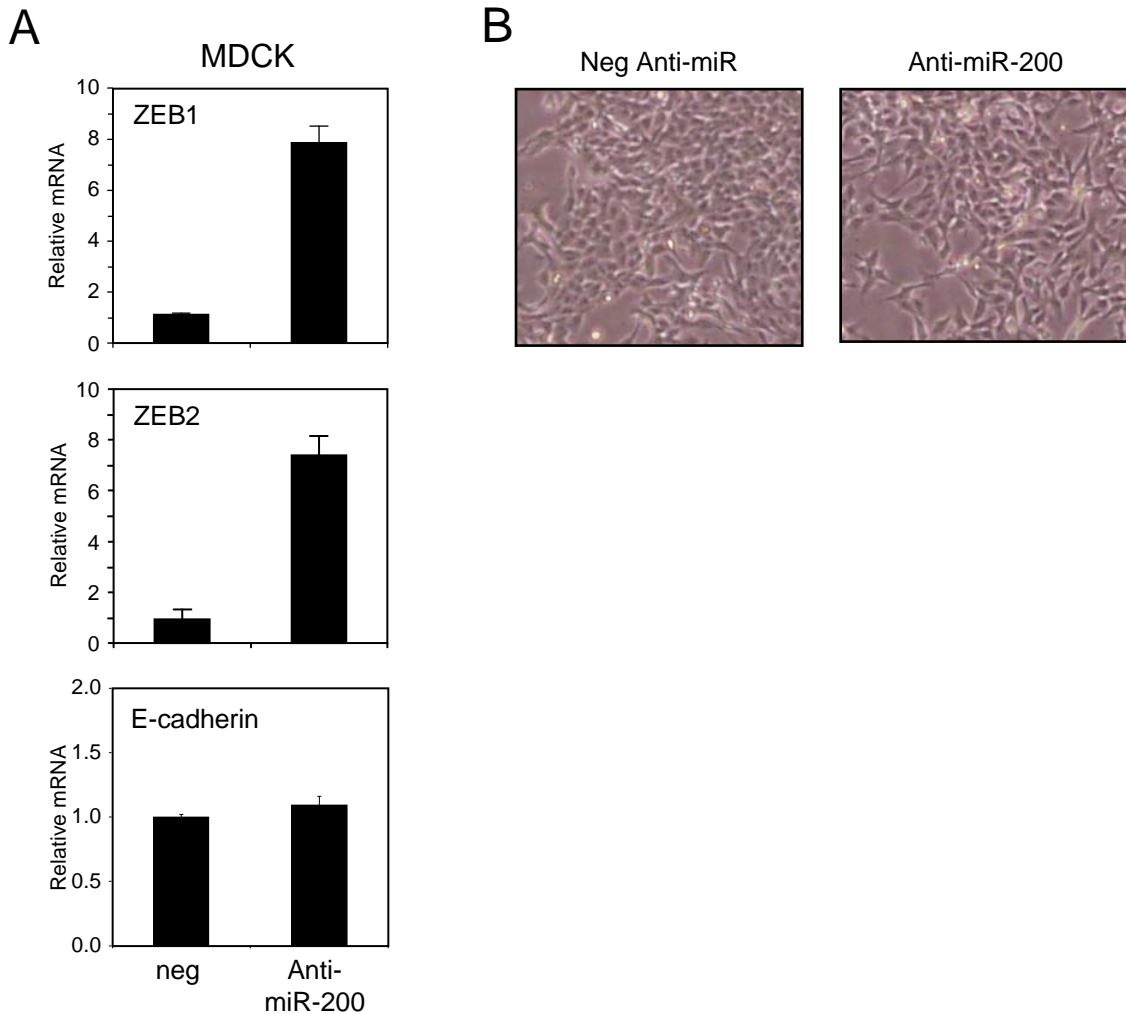 A
MDCK
10
8
6
4
2
0
Relative mRNA
ZEB1
10
8
6
4
2
0
Relative mRNA
ZEB2
2.0
1.5
1.0
0.5
0.0
Relative mRNA
E-cadherin
neg
Anti-
miR-200
B
Neg Anti-miR
Anti-miR-200